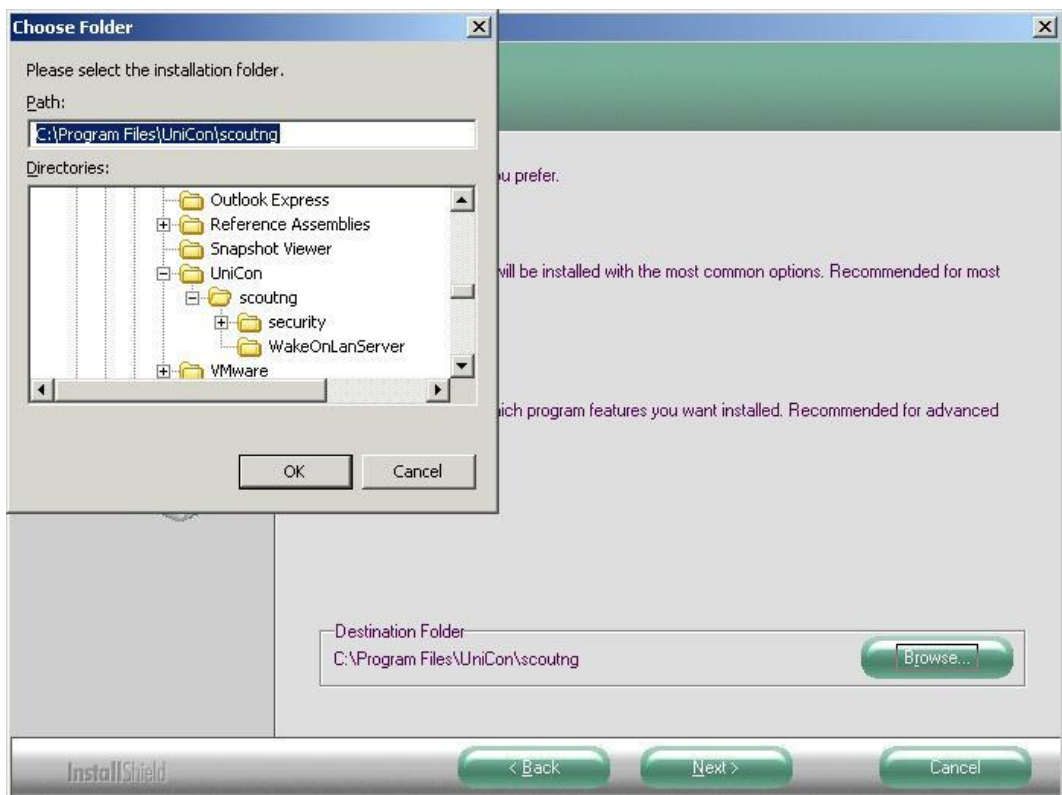 Choose Folder
Please select the installation folder.
Path:
C:\Program Files\UniCon\scoutng
Directories:
Outlook Express
Reference Assemblies
Snapshot Viewer
UniCon
scoutng
security
WakeOnLanServer
VMware
OK Cancel
u prefer.
will be installed with the most common options. Recommended for most
ich program features you want installed. Recommended for advanced
Destination Folder
C:\Program Files\UniCon\scoutng
Browse...
InstallShield
< Back Next > Cancel